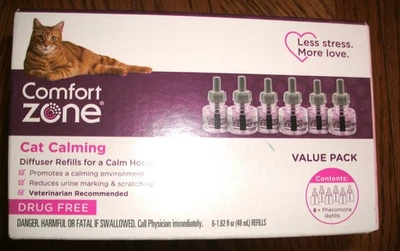 Less stress.
More love.
Comfort
ZONE®
Cat Calming
Diffuser Refills for a Calm Home
Promotes a calming environment
Reduces urine marking & scratching
Veterinarian Recommended
DRUG FREE
VALUE PACK
Contents:
6 x Pheromone
Refills
DANGER. HARMFUL OR FATAL IF SWALLOWED. Call Physician immediately.
6-1.62 fl oz (48 mL) REFILLS